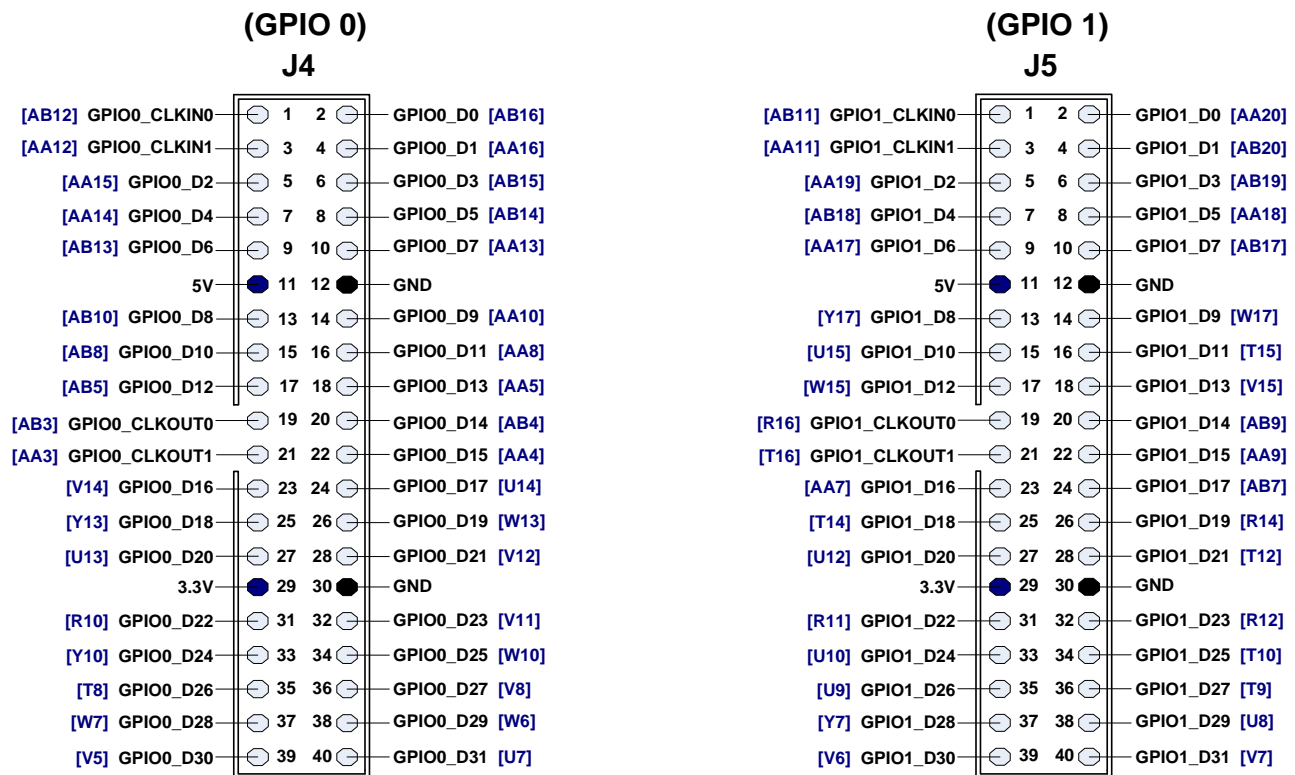 (GPIO 0) (GPIO 1)
J4 J5
[AB12] GPIO0_CLKIN0 1 2 GPIO0_D0 [AB16] [AB11] GPIO1_CLKIN0 1 2 GPIO1_D0 [AA20]
[AA12] GPIO0_CLKIN1 3 4 GPIO0_D1 [AA16] [AA11] GPIO1_CLKIN1 3 4 GPIO1_D1 [AB20]
[AA15] GPIO0_D2 5 6 GPIO0_D3 [AB15] [AA19] GPIO1_D2 5 6 GPIO1_D3 [AB19]
[AA14] GPIO0_D4 7 8 GPIO0_D5 [AB14] [AB18] GPIO1_D4 7 8 GPIO1_D5 [AA18]
[AB13] GPIO0_D6 9 10 GPIO0_D7 [AA13] [AA17] GPIO1_D6 9 10 GPIO1_D7 [AB17]
5V 11 12 GND 5V 11 12 GND
[AB10] GPIO0_D8 13 14 GPIO0_D9 [AA10] [Y17] GPIO1_D8 13 14 GPIO1_D9 [W17]
[AB8] GPIO0_D10 15 16 GPIO0_D11 [AA8] [U15] GPIO1_D10 15 16 GPIO1_D11 [T15]
[AB5] GPIO0_D12 17 18 GPIO0_D13 [AA5] [W15] GPIO1_D12 17 18 GPIO1_D13 [V15]
[AB3] GPIO0_CLKOUT0 19 20 GPIO0_D14 [AB4] [R16] GPIO1_CLKOUT0 19 20 GPIO1_D14 [AB9]
[AA3] GPIO0_CLKOUT1 21 22 GPIO0_D15 [AA4] [T16] GPIO1_CLKOUT1 21 22 GPIO1_D15 [AA9]
[V14] GPIO0_D16 23 24 GPIO0_D17 [U14] [AA7] GPIO1_D16 23 24 GPIO1_D17 [AB7]
[Y13] GPIO0_D18 25 26 GPIO0_D19 [W13] [T14] GPIO1_D18 25 26 GPIO1_D19 [R14]
[U13] GPIO0_D20 27 28 GPIO0_D21 [V12] [U12] GPIO1_D20 27 28 GPIO1_D21 [T12]
3.3V 29 30 GND 3.3V 29 30 GND
[R10] GPIO0_D22 31 32 GPIO0_D23 [V11] [R11] GPIO1_D22 31 32 GPIO1_D23 [R12]
[Y10] GPIO0_D24 33 34 GPIO0_D25 [W10] [U10] GPIO1_D24 33 34 GPIO1_D25 [T10]
[T8] GPIO0_D26 35 36 GPIO0_D27 [V8] [U9] GPIO1_D26 35 36 GPIO1_D27 [T9]
[W7] GPIO0_D28 37 38 GPIO0_D29 [W6] [Y7] GPIO1_D28 37 38 GPIO1_D29 [U8]
[V5] GPIO0_D30 39 40 GPIO0_D31 [U7] [V6] GPIO1_D30 39 40 GPIO1_D31 [V7]